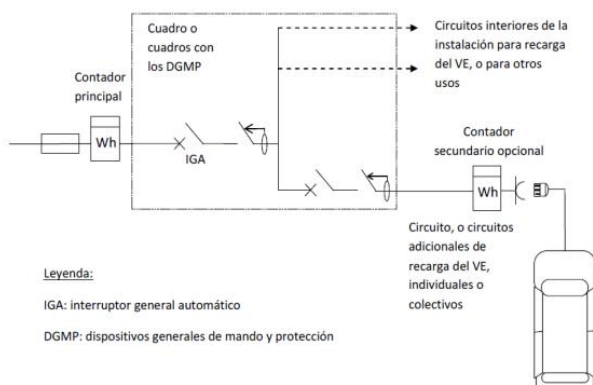 Cuadro o
cuadros con
los DGMP
Circuitos interiores de la
instalación para recarga
del VE, o para otros
usos
Contador
principal
Wh
IGA
Contador
secundario opcional
Wh
Circuito, o circuitos
adicionales de
recarga del VE,
individuales o
colectivos
Leyenda:
IGA: interruptor general automático
DGMP: dispositivos generales de mando y protección